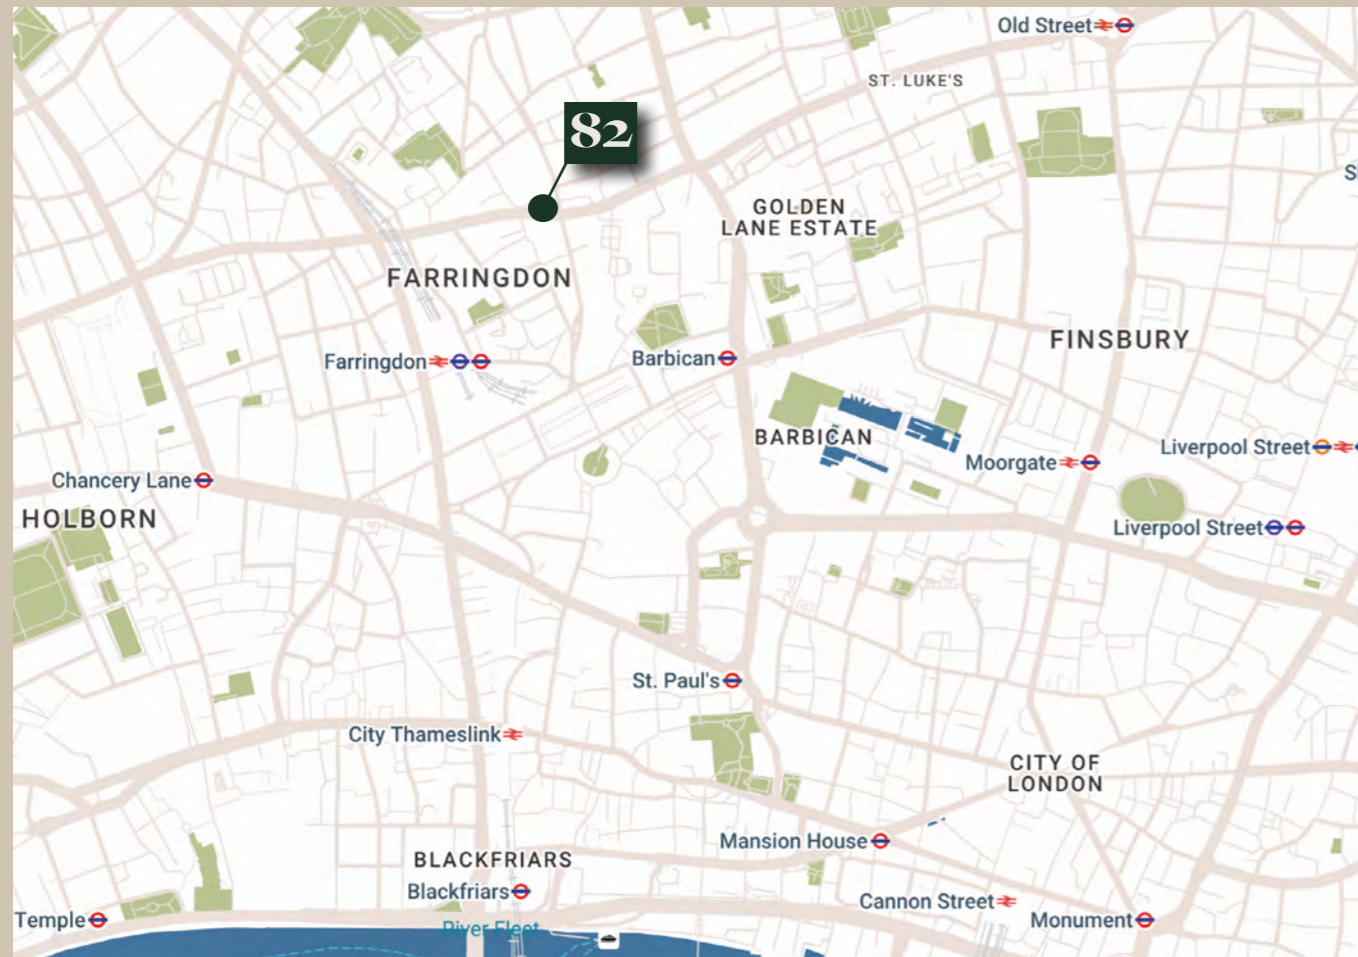 Old Street
ST. LUKE'S
82
S
GOLDEN
LANE ESTATE
FARRINGDON
FINSBURY
Farringdon
Barbican
BARBICAN
Liverpool Street
Moorgate
Chancery Lane
HOLBORN
Liverpool Street
St. Paul's
City Thameslink
CITY OF
LONDON
Mansion House
BLACKFRIARS
Blackfriars
Cannon Street
Temple
Monument
River Fleet